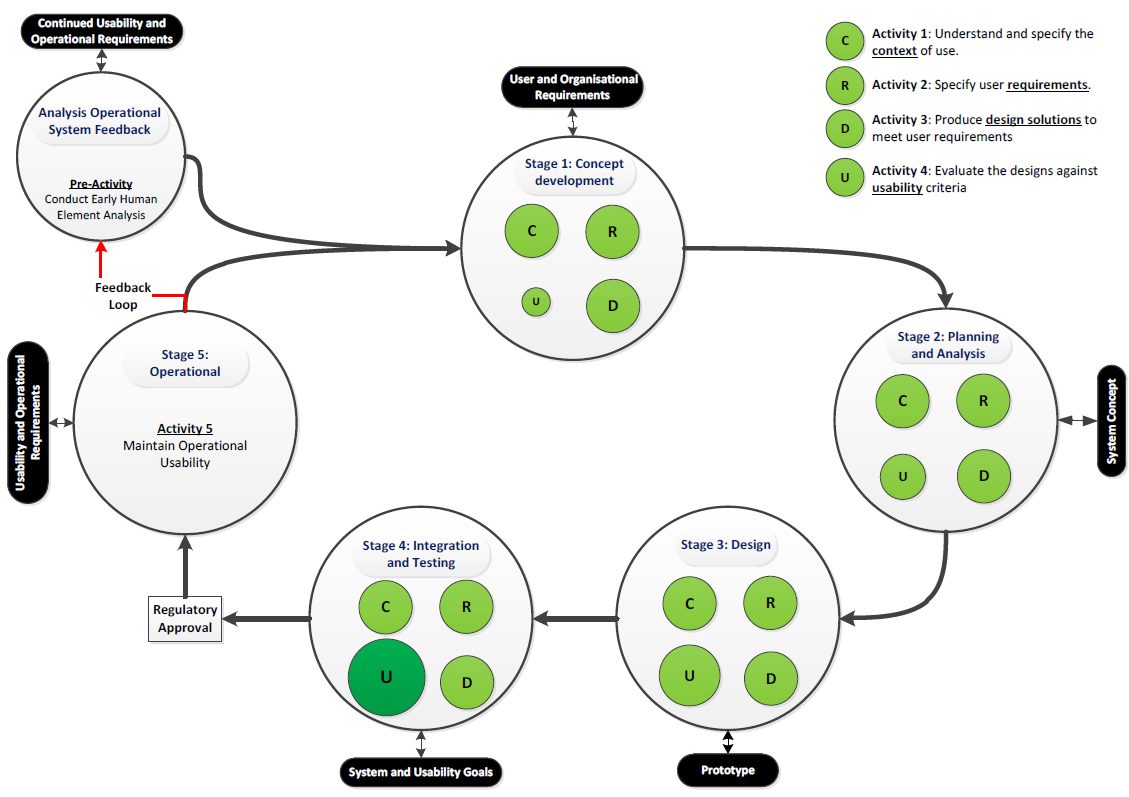 Continued Usability and
Operational Requirements
Analysis Operational
System Feedback
Pre-Activity
Conduct Early Human
Element Analysis
Feedback
Loop
User and Organisational
Requirements
Stage 1: Concept
development
C
R
U
D
C
Activity 1: Understand and specify the
context of use.
R
Activity 2: Specify user requirements.
D
Activity 3: Produce design solutions to
meet user requirements
U
Activity 4: Evaluate the designs against
usability criteria
Stage 2: Planning
and Analysis
C
R
U
D
System Concept
Stage 3: Design
C
R
U
D
Prototype
Stage 4: Integration
and Testing
C
R
U
D
System and Usability Goals
Regulatory
Approval
Stage 5:
Operational
Activity 5
Maintain Operational
Usability
Usability and Operational
Requirements